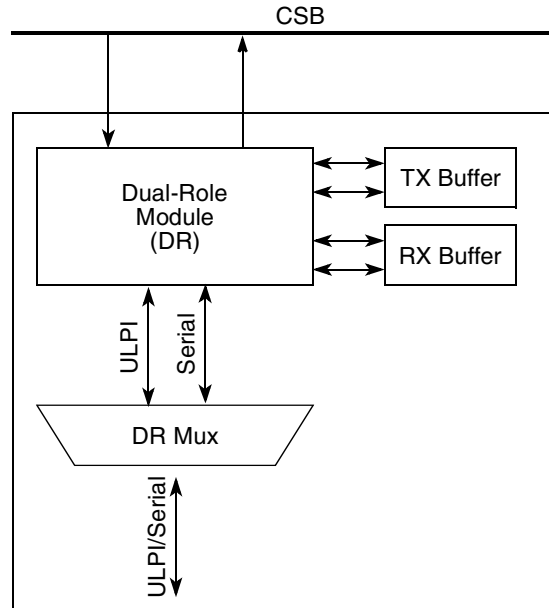 CSB
Dual-Role
Module
(DR)
TX Buffer
RX Buffer
ULPI
Serial
DR Mux
ULPI/Serial